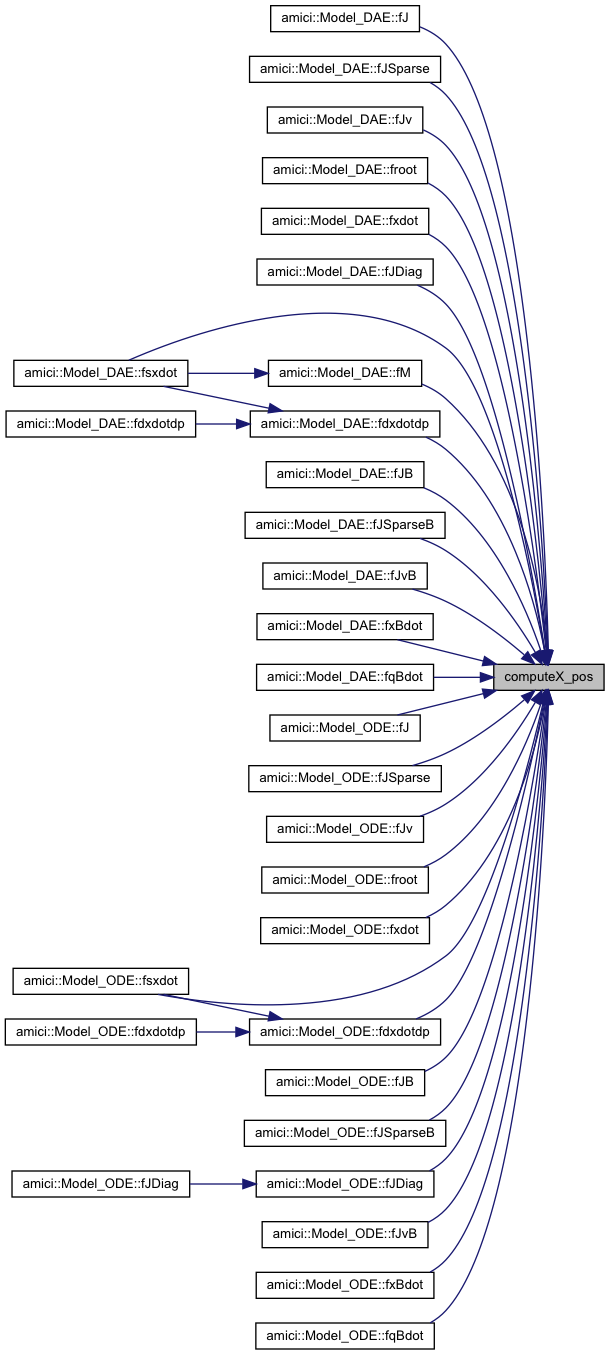 amici::Model_DAE::fJ
amici::Model_DAE::fJSparse
amici::Model_DAE::fJv
amici::Model_DAE::froot
amici::Model_DAE::fxdot
amici::Model_DAE::fJDiag
amici::Model_DAE::fsxdot
amici::Model_DAE::fM
amici::Model_DAE::fdxdotdp
amici::Model_DAE::fdxdotdp
amici::Model_DAE::fJB
amici::Model_DAE::fJSparseB
amici::Model_DAE::fJvB
amici::Model_DAE::fxBdot
amici::Model_DAE::fqBdot
computeX_pos
amici::Model_ODE::fJ
amici::Model_ODE::fJSparse
amici::Model_ODE::fJv
amici::Model_ODE::froot
amici::Model_ODE::fxdot
amici::Model_ODE::fsxdot
amici::Model_ODE::fdxdotdp
amici::Model_ODE::fdxdotdp
amici::Model_ODE::fJB
amici::Model_ODE::fJSparseB
amici::Model_ODE::fJDiag
amici::Model_ODE::fJDiag
amici::Model_ODE::fJvB
amici::Model_ODE::fxBdot
amici::Model_ODE::fqBdot